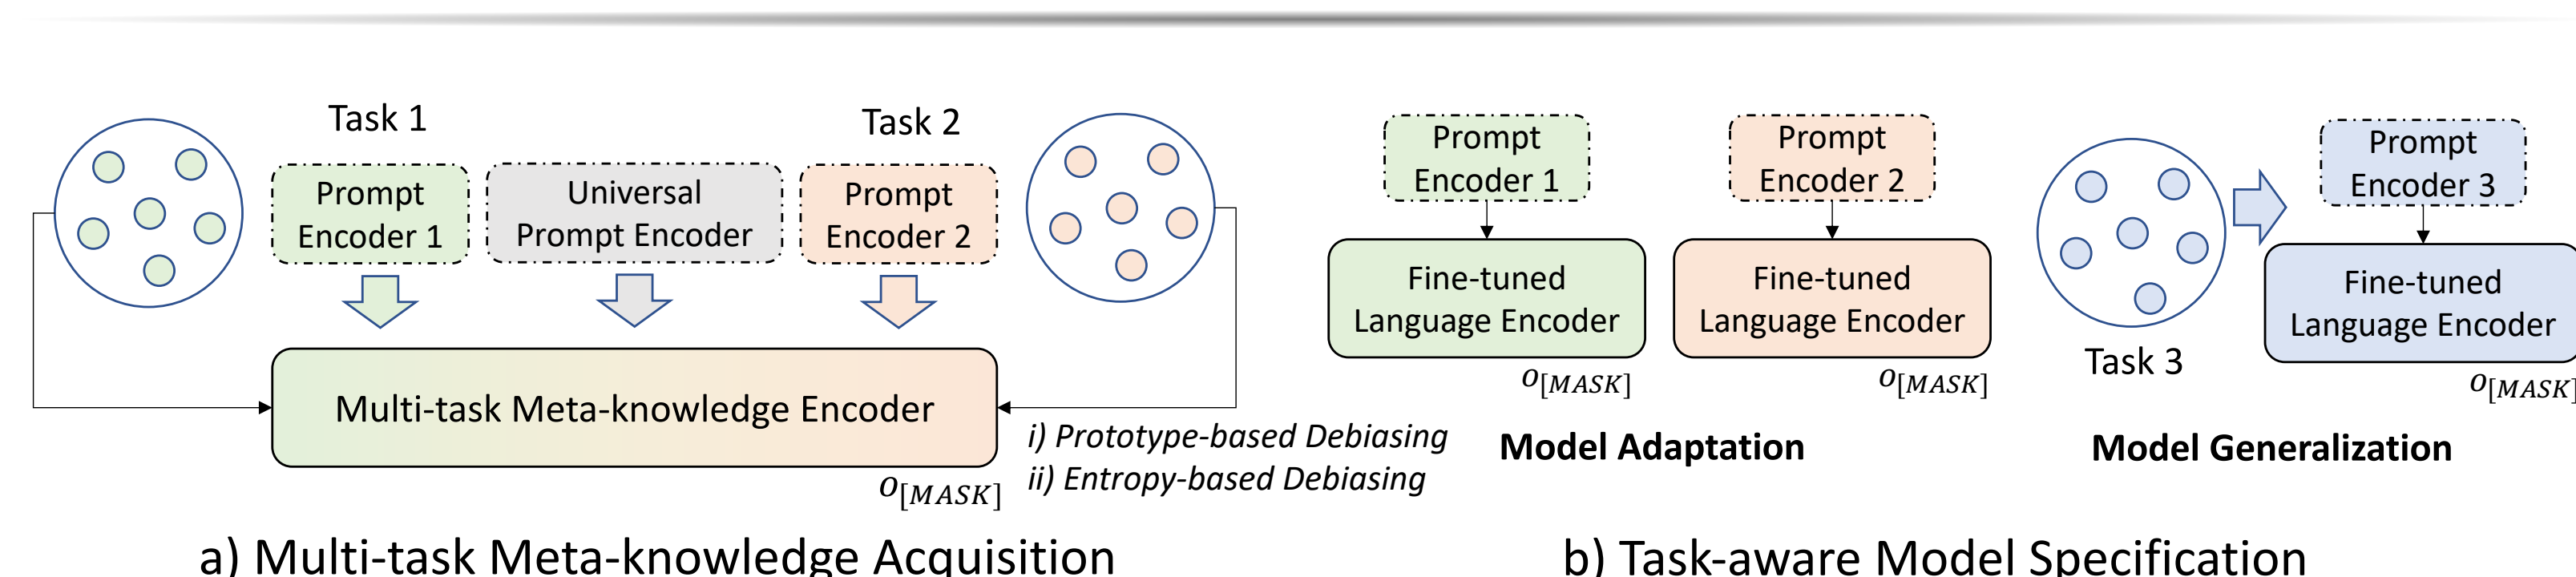 Task 1
Prompt
Encoder 1
Universal
Prompt Encoder
Task 2
Prompt
Encoder 2
Multi-task Meta-knowledge Encoder
o[MASK]
i) Prototype-based Debiasing
ii) Entropy-based Debiasing
a) Multi-task Meta-knowledge Acquisition
Prompt
Encoder 1
Fine-tuned
Language Encoder
o[MASK]
Prompt
Encoder 2
Fine-tuned
Language Encoder
o[MASK]
Model Adaptation
Task 3
Prompt
Encoder 3
Fine-tuned
Language Encoder
o[MASK]
Model Generalization
b) Task-aware Model Specification